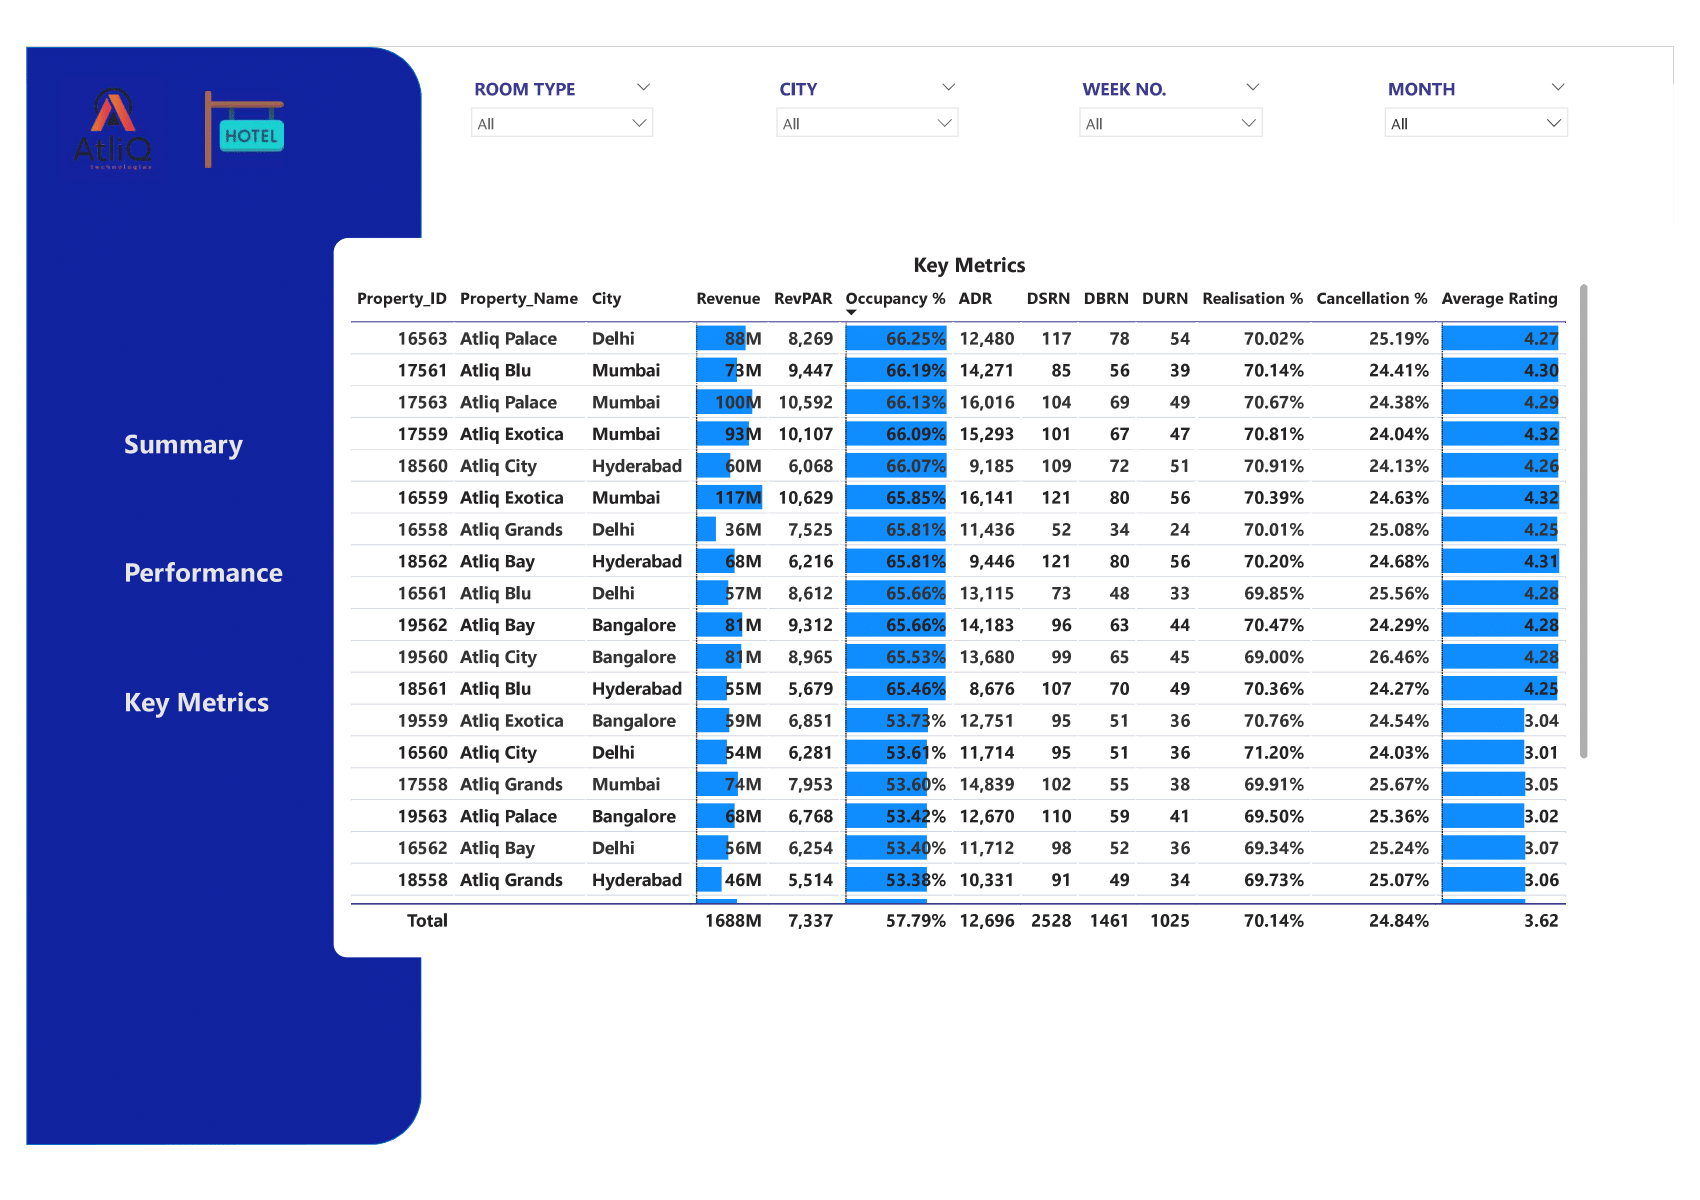 AtliQ
technologies
HOTEL
ROOM TYPE CITY WEEK NO. MONTH
All All All All
Summary
Performance
Key Metrics
Key Metrics
Property_ID Property_Name City Revenue RevPAR Occupancy % ADR DSRN DBRN DURN Realisation % Cancellation % Average Rating
16563 Atliq Palace Delhi 88M 8,269 66.25% 12,480 117 78 54 70.02% 25.19% 4.27
17561 Atliq Blu Mumbai 73M 9,447 66.19% 14,271 85 56 39 70.14% 24.41% 4.30
17563 Atliq Palace Mumbai 100M 10,592 66.13% 16,016 104 69 49 70.67% 24.38% 4.29
17559 Atliq Exotica Mumbai 93M 10,107 66.09% 15,293 101 67 47 70.81% 24.04% 4.32
18560 Atliq City Hyderabad 60M 6,068 66.07% 9,185 109 72 51 70.91% 24.13% 4.26
16559 Atliq Exotica Mumbai 117M 10,629 65.85% 16,141 121 80 56 70.39% 24.63% 4.32
16558 Atliq Grands Delhi 36M 7,525 65.81% 11,436 52 34 24 70.01% 25.08% 4.25
18562 Atliq Bay Hyderabad 68M 6,216 65.81% 9,446 121 80 56 70.20% 24.68% 4.31
16561 Atliq Blu Delhi 57M 8,612 65.66% 13,115 73 48 33 69.85% 25.56% 4.28
19562 Atliq Bay Bangalore 81M 9,312 65.66% 14,183 96 63 44 70.47% 24.29% 4.28
19560 Atliq City Bangalore 81M 8,965 65.53% 13,680 99 65 45 69.00% 26.46% 4.28
18561 Atliq Blu Hyderabad 55M 5,679 65.46% 8,676 107 70 49 70.36% 24.27% 4.25
19559 Atliq Exotica Bangalore 59M 6,851 53.73% 12,751 95 51 36 70.76% 24.54% 3.04
16560 Atliq City Delhi 54M 6,281 53.61% 11,714 95 51 36 71.20% 24.03% 3.01
17558 Atliq Grands Mumbai 74M 7,953 53.60% 14,839 102 55 38 69.91% 25.67% 3.05
19563 Atliq Palace Bangalore 68M 6,768 53.42% 12,670 110 59 41 69.50% 25.36% 3.02
16562 Atliq Bay Delhi 56M 6,254 53.40% 11,712 98 52 36 69.34% 25.24% 3.07
18558 Atliq Grands Hyderabad 46M 5,514 53.38% 10,331 91 49 34 69.73% 25.07% 3.06
Total 1688M 7,337 57.79% 12,696 2528 1461 1025 70.14% 24.84% 3.62